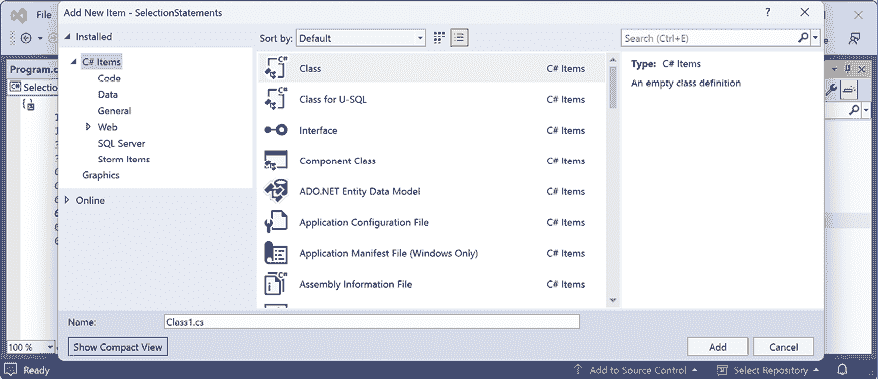 File
Add New Item - SelectionStatements
?
Installed
Sort by: Default
Search (Ctrl+E)
C# Items
Code
Data
General
Web
SQL Server
Storm Items
Graphics
Online
Class C# Items
Class for U-SQL C# Items
Interface C# Items
Component Class C# Items
ADO.NET Entity Data Model C# Items
Application Configuration File C# Items
Application Manifest File (Windows Only) C# Items
Assembly Information File C# Items
Type: C# Items
An empty class definition
Program.c
Selection
Name: Class1.cs
Show Compact View
Add
Cancel
100 %
Ready
Add to Source Control
Select Repository